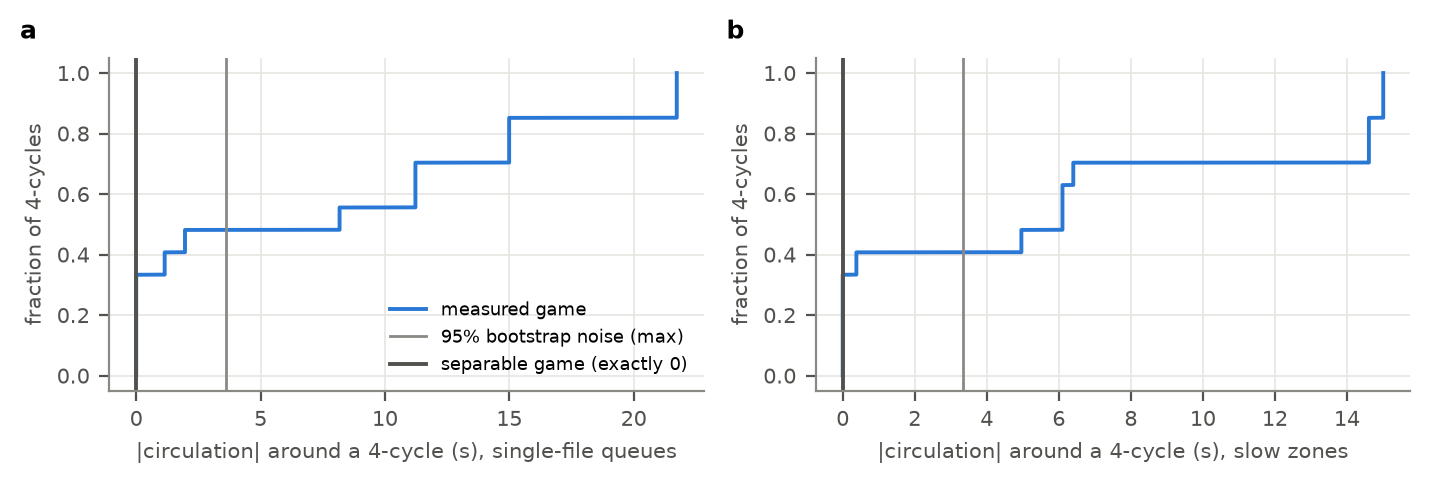 a
fraction of 4-cycles
1.0
0.8
0.6
0.4
0.2
0.0
measured game
95% bootstrap noise (max)
separable game (exactly 0)
0 5 10 15 20
|circulation| around a 4-cycle (s), single-file queues
b
fraction of 4-cycles
1.0
0.8
0.6
0.4
0.2
0.0
0 2 4 6 8 10 12 14
|circulation| around a 4-cycle (s), slow zones